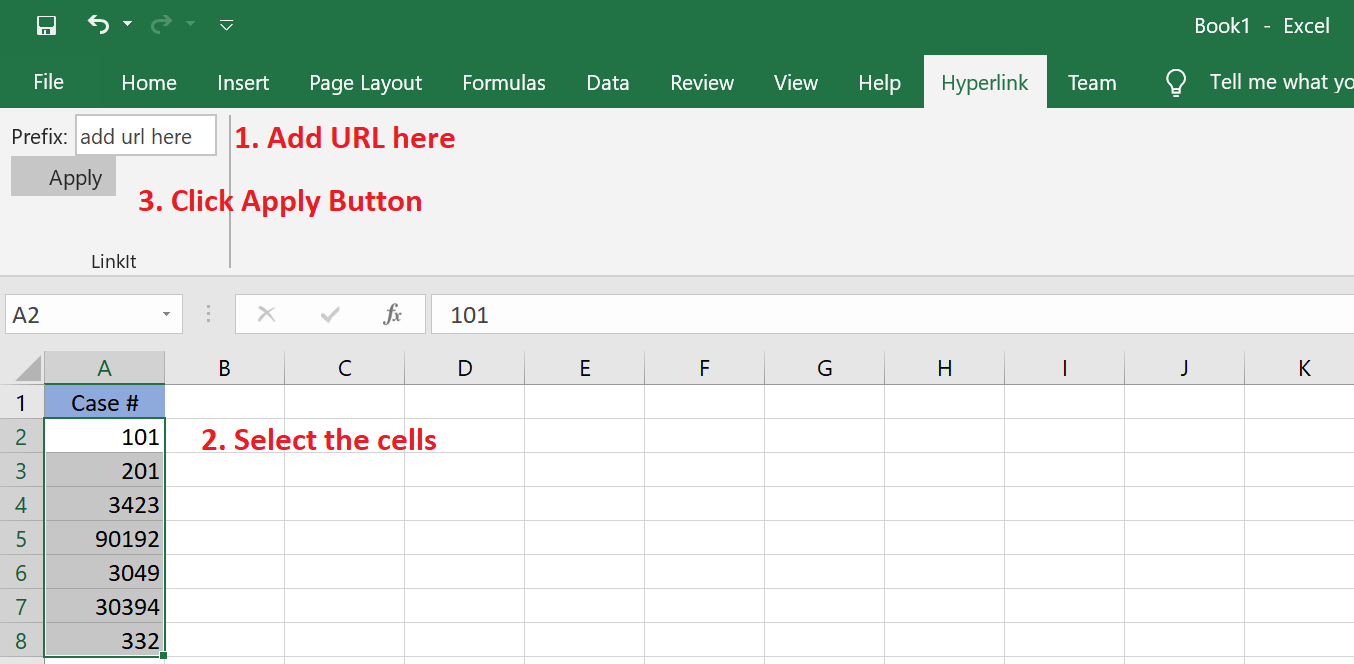 Book1 - Excel
File Home Insert Page Layout Formulas Data Review View Help Hyperlink Team Tell me what yo
Prefix: add url here 1. Add URL here
Apply
3. Click Apply Button
LinkIt
A2 fx 101
A B C D E F G H I J K
1 Case #
2 101 2. Select the cells
3 201
4 3423
5 90192
6 3049
7 30394
8 332